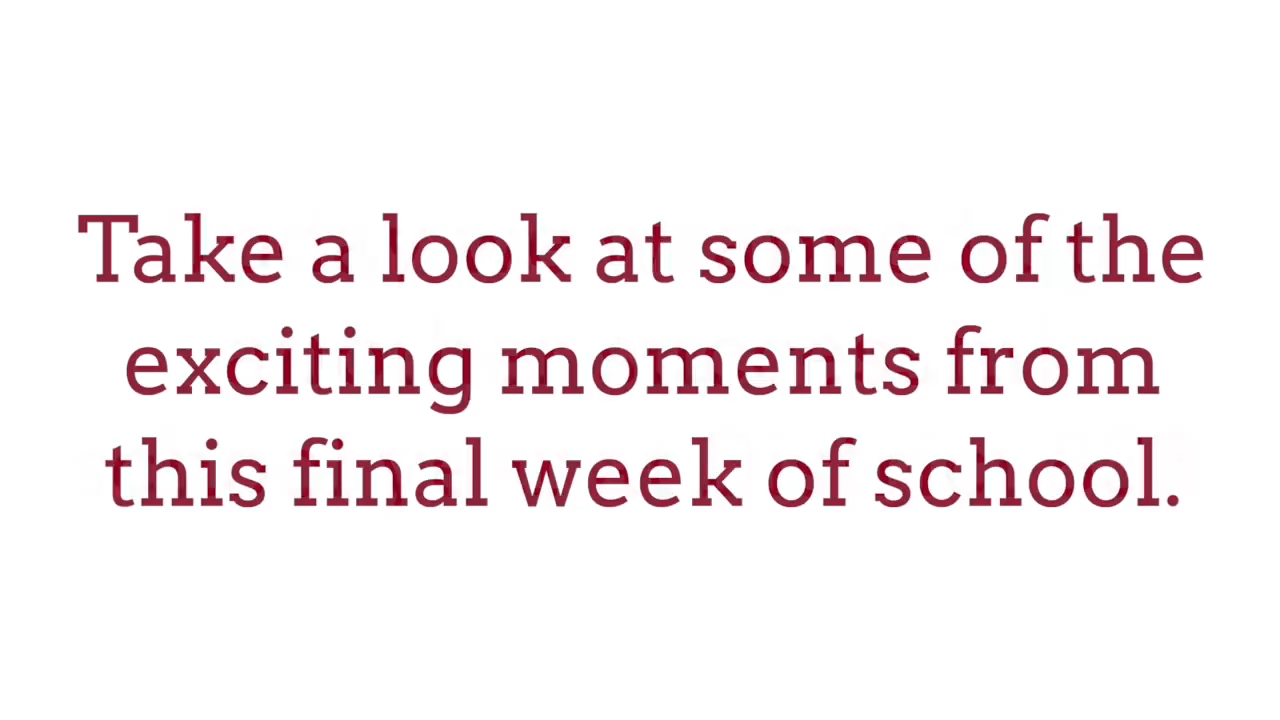 Take a look at some of the
exciting moments from
this final week of school.